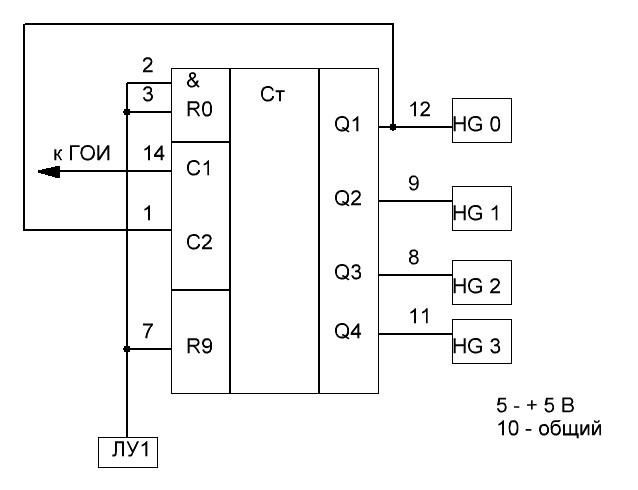 2
&
Ст
3
R0
Q1
12
HG 0
к ГОИ
14
C1
9
Q2
HG 1
1
C2
8
Q3
HG 2
7
R9
11
Q4
HG 3
5 - + 5 В
10 - общий
ЛУ1